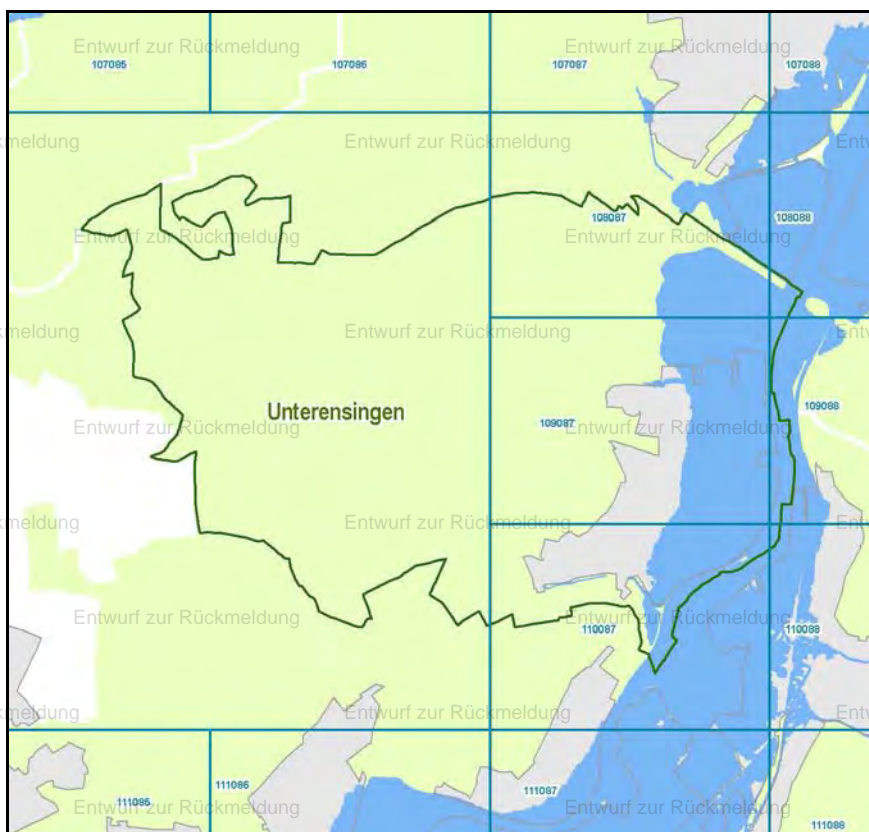 Entwurf zur Rückmeldung Entwurf zur Rückmeldung
107085 107086 107087 107088
meldung Entwurf zur Rückmeldung Entwurf zur Rückmeldung
108087 108088
Entwurf zur Rückmeldung Entwurf zur Rückmeldung
meldung Entwurf zur Rückmeldung Entw
Unterensingen
109087 109088
Entwurf zur Rückmeldung Entwurf zur Rückmeldung
meldung Entwurf zur Rückmeldung Entw
Entwurf zur Rückmeldung Entwurf zur Rückmeldung
110087 110088
meldung Entwurf zur Rückmeldung Entw
111086 111087
111085 111088
Entwurf zur Rückmeldung Entwurf zur Rückmeldung